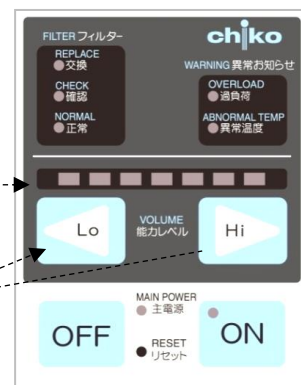 chiko
FILTER フィルター
REPLACE
交換
CHECK
確認
NORMAL
正常
WARNING 異常お知らせ
OVERLOAD
過負荷
ABNORMAL TEMP
異常温度
Lo
VOLUME
能力レベル
Hi
MAIN POWER
主電源
OFF
RESET
リセット
ON